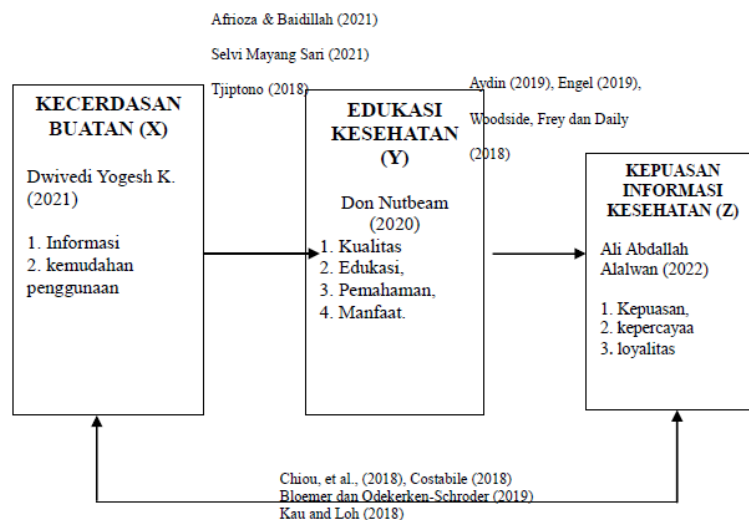 Afrioza & Baidillah (2021)
Selvi Mayang Sari (2021)
Tjiptono (2018)
KECERDASAN
BUATAN (X)
Dwivedi Yogesh K.
(2021)
1. Informasi
2. kemudahan
penggunaan
EDUKASI
KESEHATAN
(Y)
Don Nutbeam
(2020)
1. Kualitas
2. Edukasi,
3. Pemahaman,
4. Manfaat.
Aydin (2019), Engel (2019),
Woodside, Frey dan Daily
(2018)
KEPUASAN
INFORMASI
KESEHATAN (Z)
Ali Abdallah
Alalwan (2022)
1. Kepuasan,
2. kepercayaa
3. loyalitas
Chiou, et al., (2018), Costabile (2018)
Bloemer dan Odekerken-Schroder (2019)
Kau and Loh (2018)